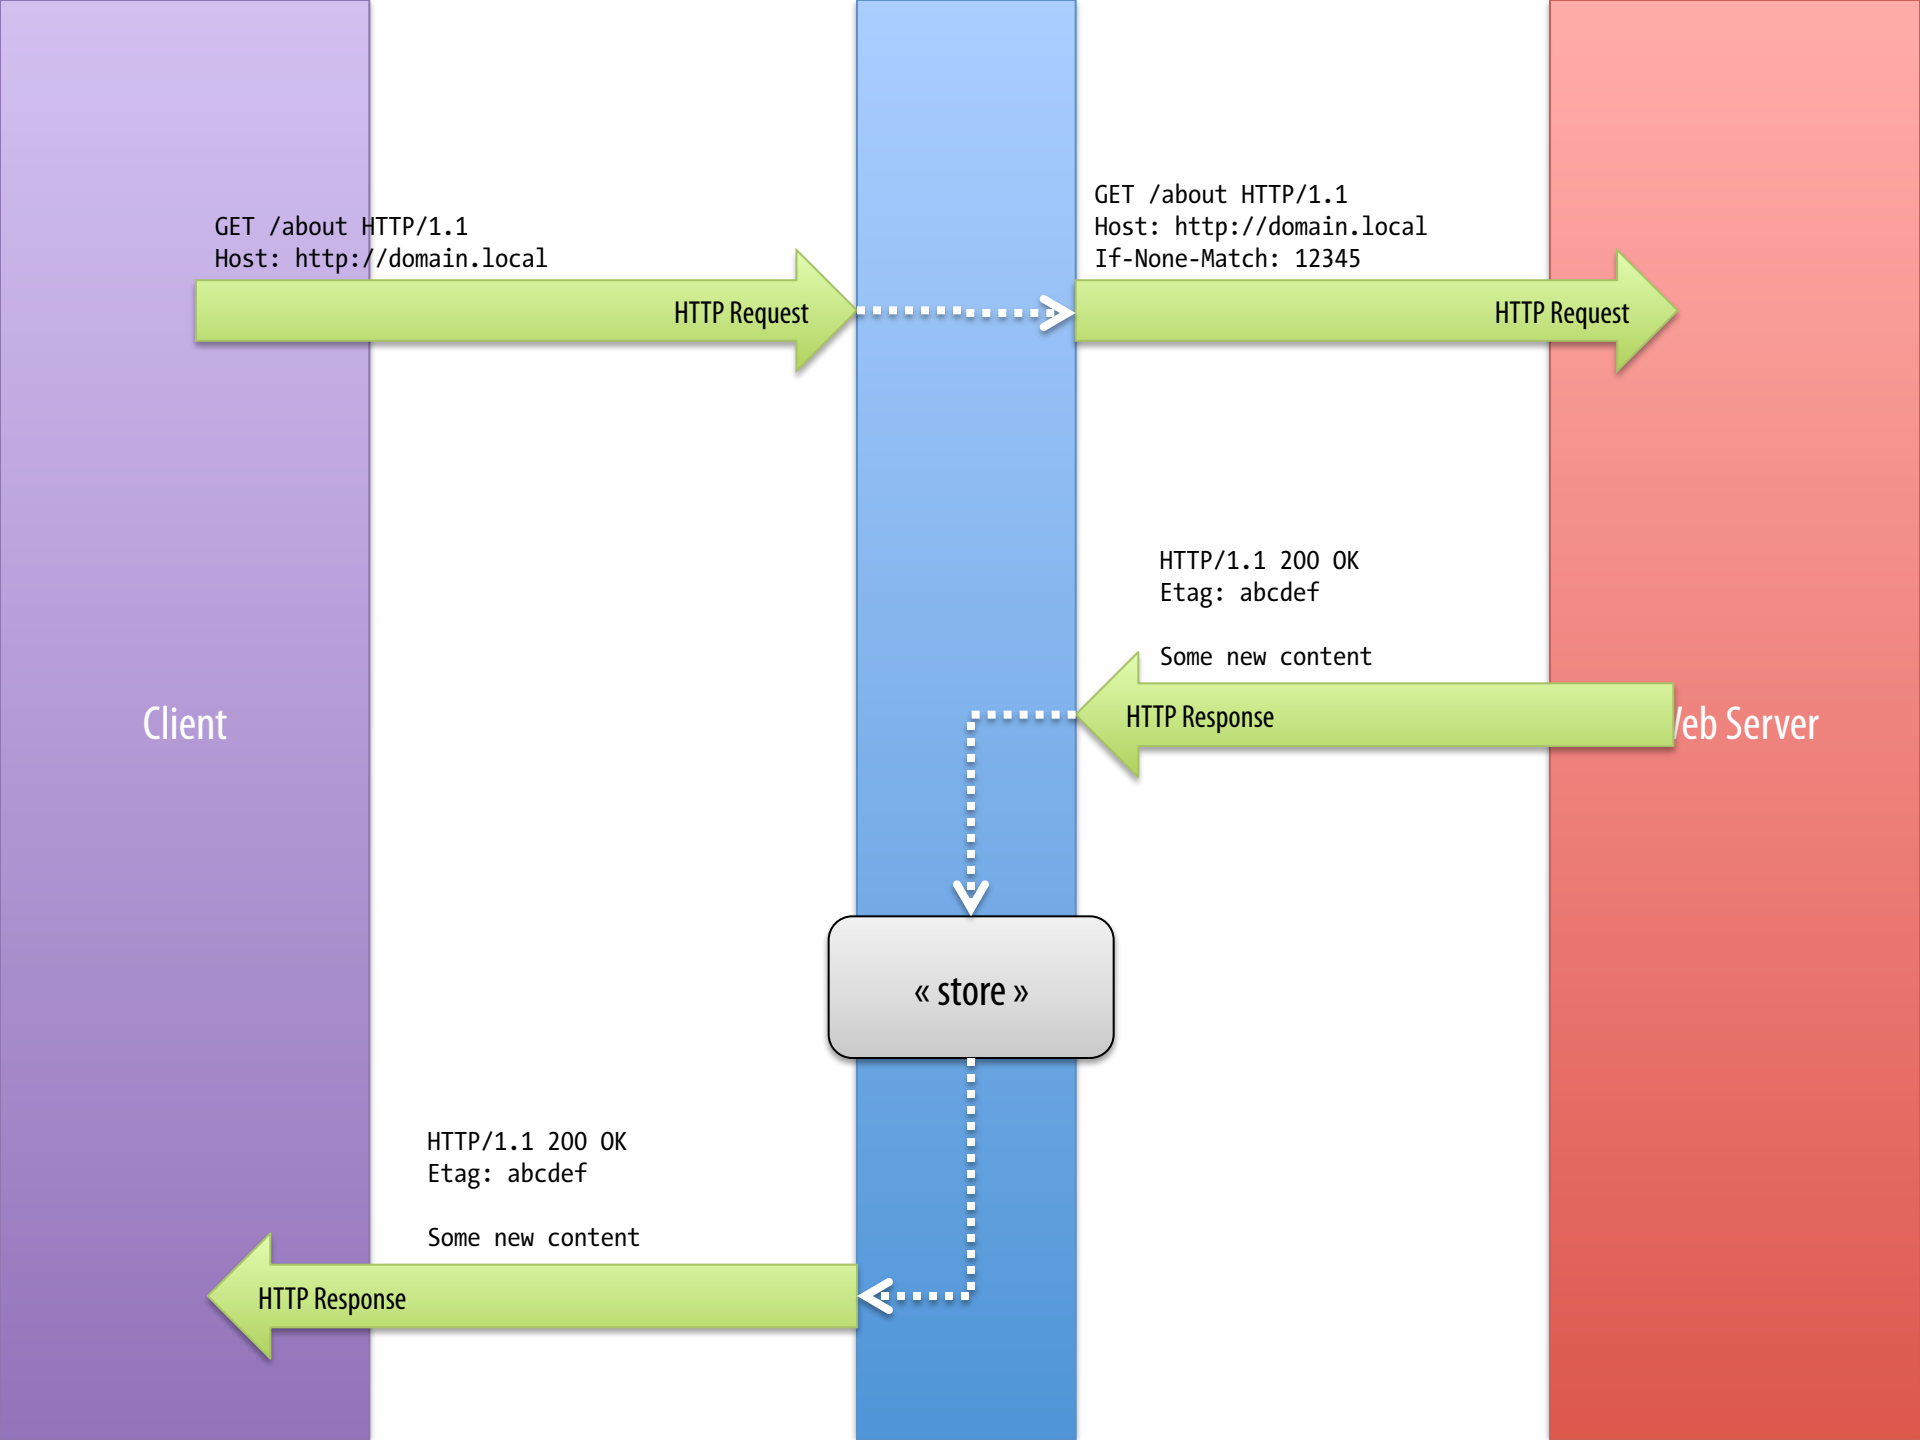 GET /about HTTP/1.1
Host: http://domain.local
HTTP Request
GET /about HTTP/1.1
Host: http://domain.local
If-None-Match: 12345
HTTP Request
HTTP/1.1 200 OK
Etag: abcdef
Some new content
HTTP Response
Client
Web Server
« store »
HTTP/1.1 200 OK
Etag: abcdef
Some new content
HTTP Response